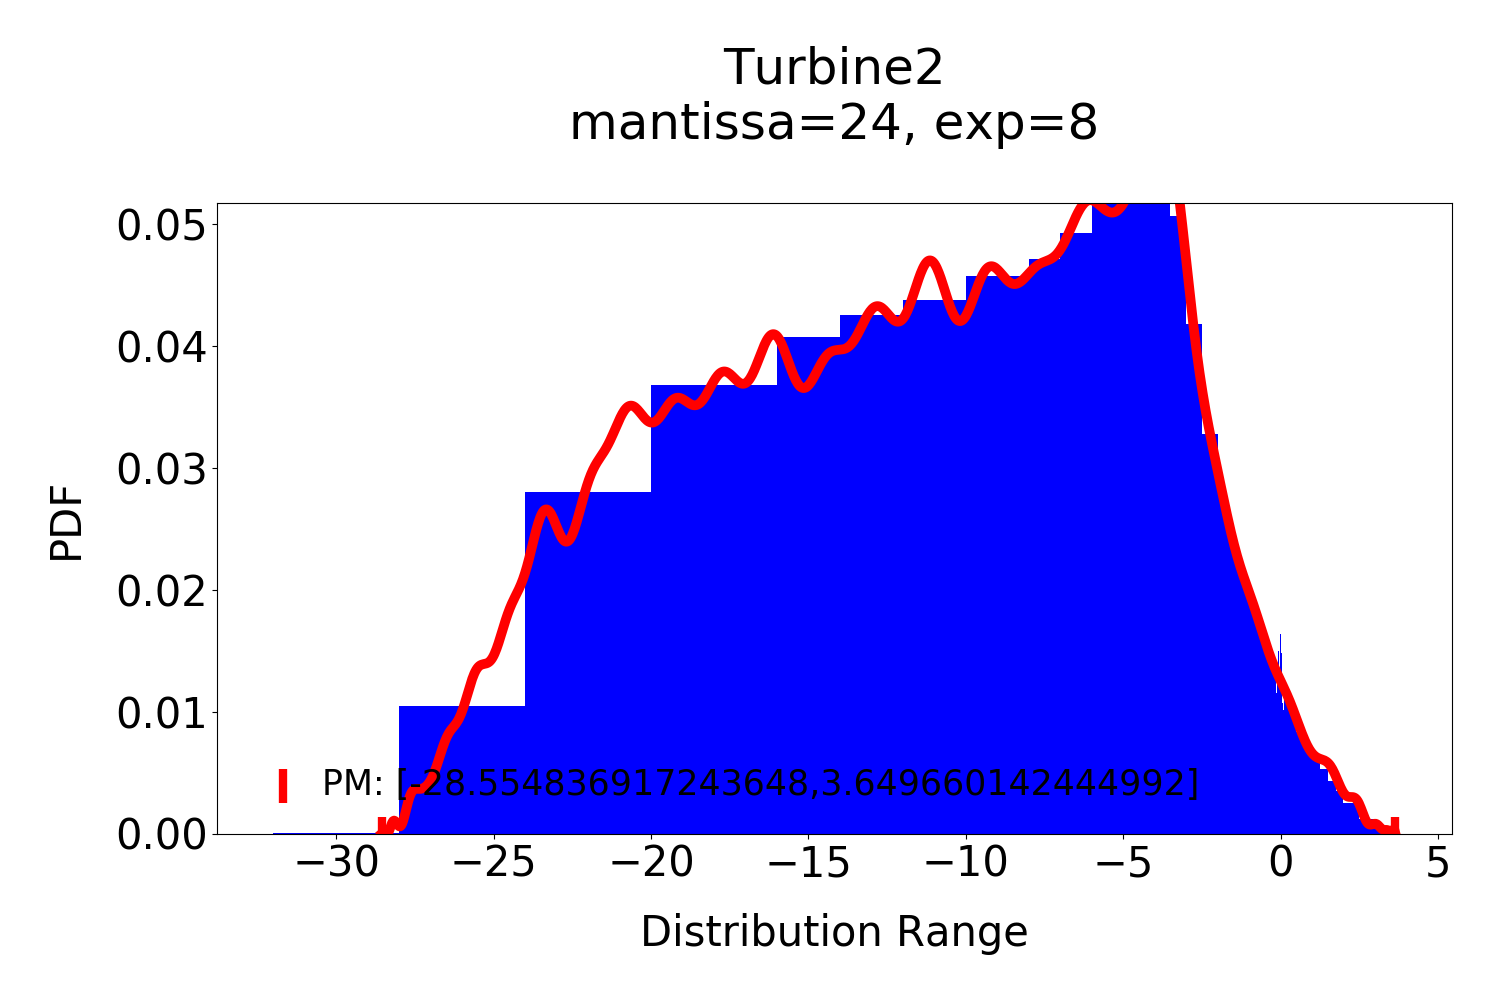 Turbine2
mantissa=24, exp=8
0.05
0.04
0.03
0.02
0.01
0.00
PDF
PM: [-28.554836917243648,3.649660142444992]
−30 −25 −20 −15 −10 −5 0 5
Distribution Range